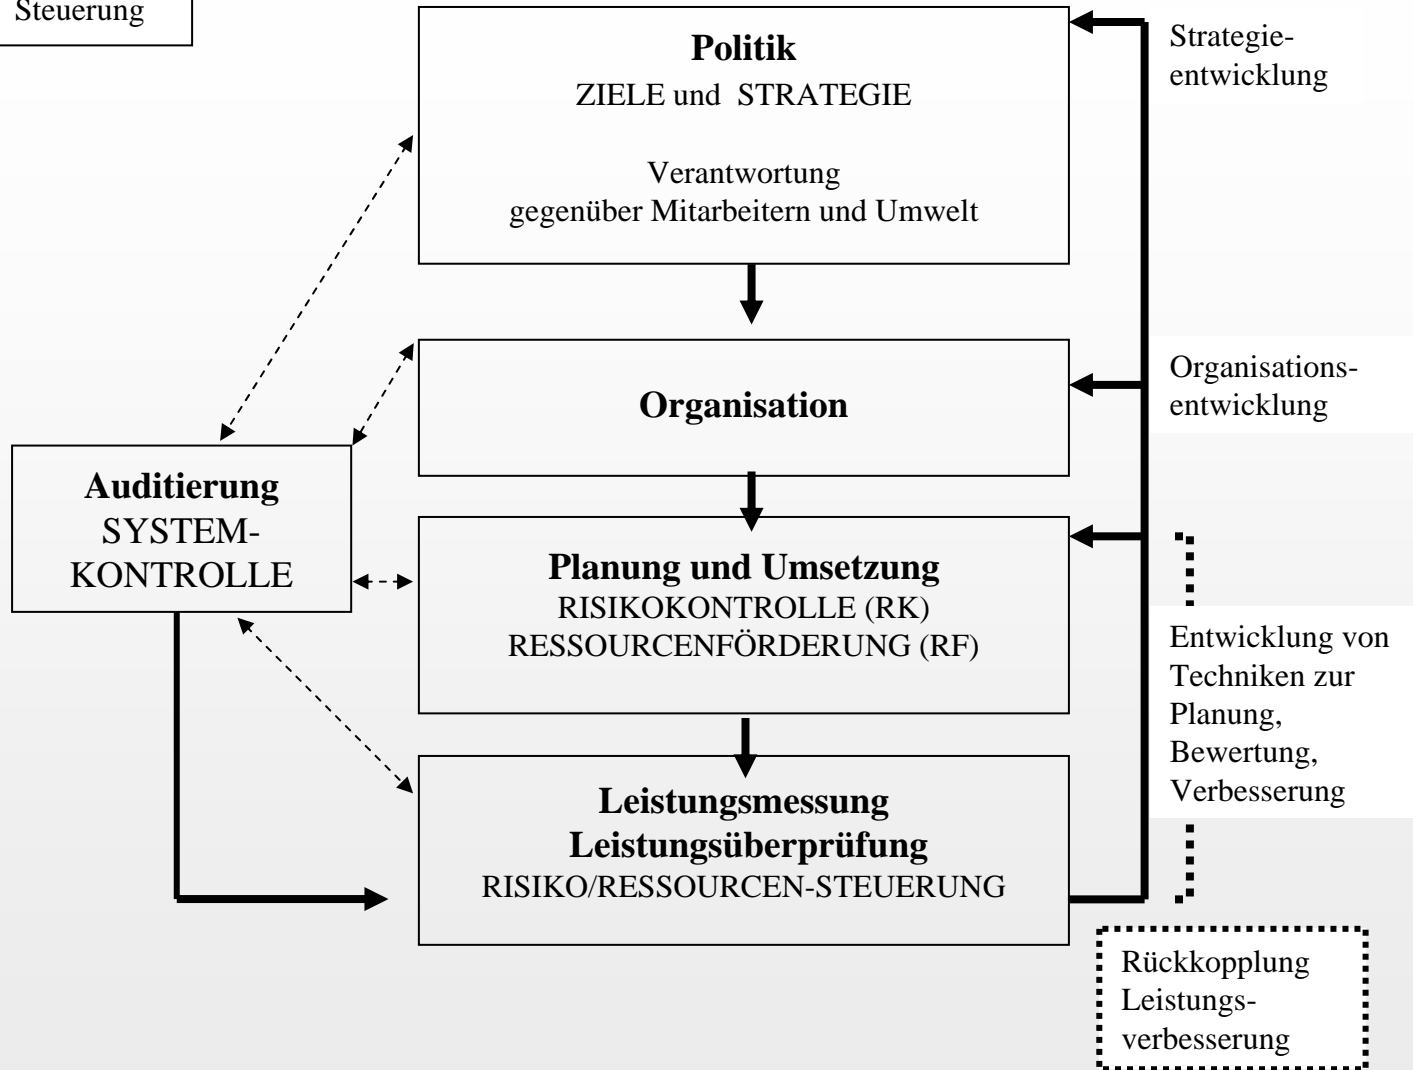 Steuerung
Politik
ZIELE und  STRATEGIE
Verantwortung
gegenüber Mitarbeitern und Umwelt
Strategie-
entwicklung
Organisation
Organisations-
entwicklung
Auditierung
SYSTEM-
KONTROLLE
Planung und Umsetzung
RISIKOKONTROLLE (RK)
RESSOURCENFÖRDERUNG (RF)
Entwicklung von
Techniken zur
Planung,
Bewertung,
Verbesserung
Leistungsmessung
Leistungsüberprüfung
RISIKO/RESSOURCEN-STEUERUNG
Rückkopplung
Leistungs-
verbesserung